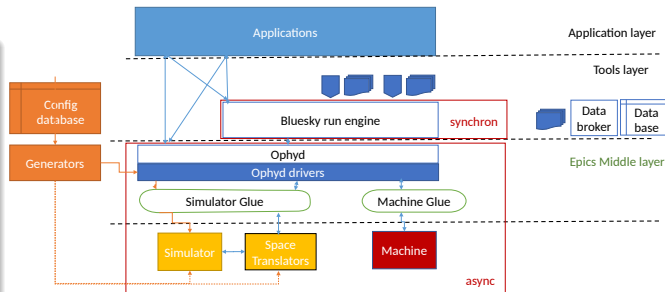 Applications
Application layer
Tools layer
Config
database
Bluesky run engine
synchron
Data
broker
Data
base
Generators
Ophyd
Ophyd drivers
Epics Middle layer
Simulator Glue
Machine Glue
Simulator
Space
Translators
Machine
async